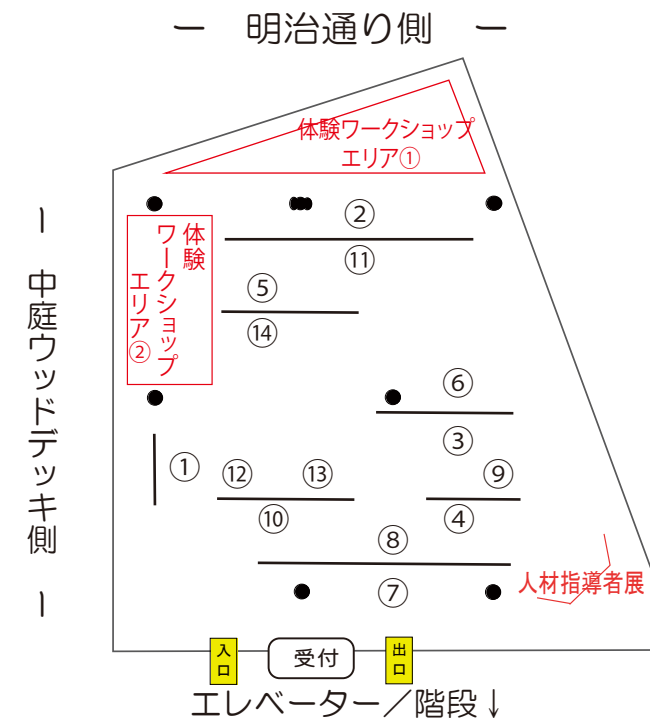 ー 明治通り側 ー
体験ワークショップ
エリア①
ー 中庭ウッドデッキ側 ー
体験
ワークショップ
エリア②
②
⑪
⑤
⑭
⑥
③
①
⑫
⑬
⑨
⑩
④
⑧
⑦
人材指導者展
入口
受付
出口
エレベーター／階段↓